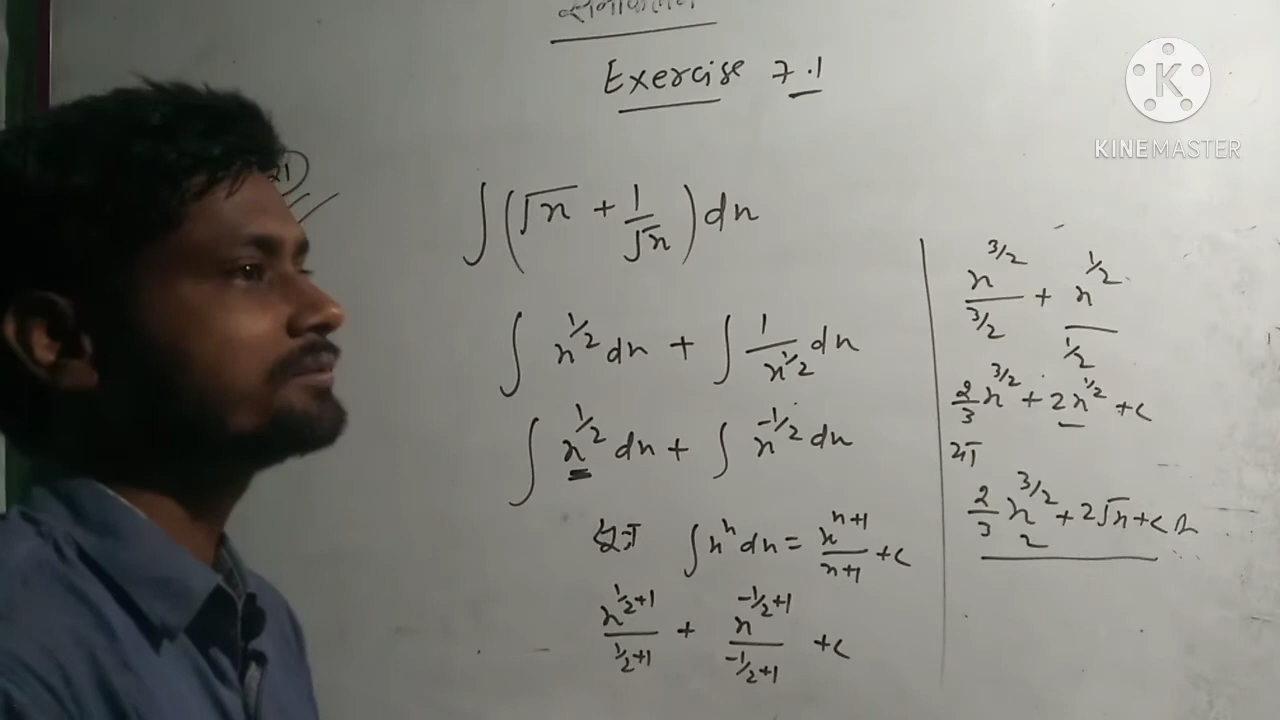 Exercise 7.1
∫(√x + 1/√x) dx
∫ x^1/2 dx + ∫ 1/x^1/2 dx
∫ x^1/2 dx + ∫ x^-1/2 dx
∫x^n dx = x^n+1/n+1 + c
x^1/2+1/1/2+1 + x^-1/2+1/-1/2+1 + c
x^3/2/3/2 + x^1/2/1/2
2/3 x^3/2 + 2x^1/2 + c
या
2/3 x^3/2 + 2√x + c
KINEMASTER